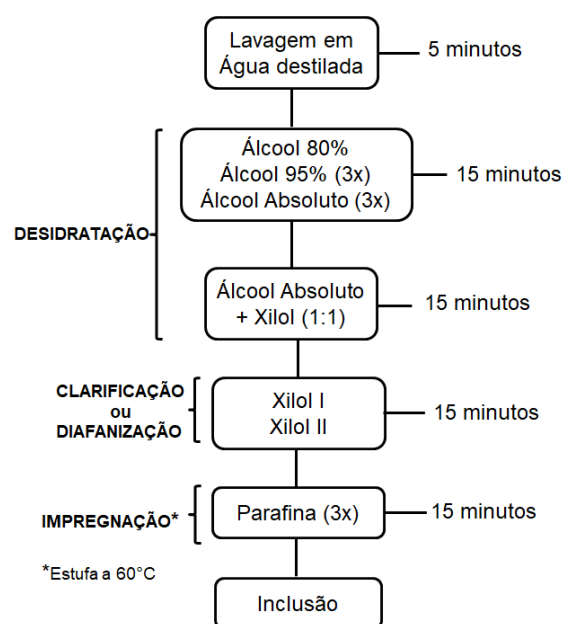 Lavagem em
Água destilada
5 minutos
Álcool 80%
Álcool 95% (3x)
Álcool Absoluto (3x)
15 minutos
DESIDRATAÇÃO
Álcool Absoluto
+ Xilol (1:1)
15 minutos
CLARIFICAÇÃO
ou
DIAFANIZAÇÃO
Xilol I
Xilol II
15 minutos
IMPREGNAÇÃO*
Parafina (3x)
15 minutos
*Estufa a 60°C
Inclusão